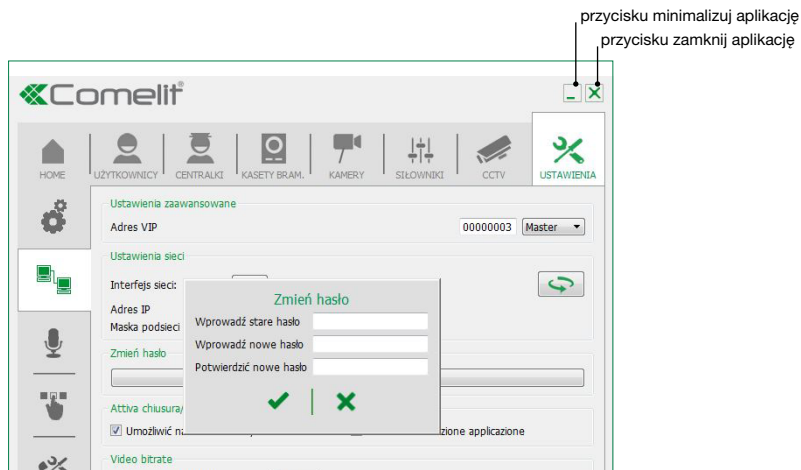 przycisku minimalizuj aplikację
przycisku zamknij aplikację
Comelit®
HOME UŻYTKOWNICY CENTRALKI KASETY BRAM. KAMERY SIŁOWNIKI CCTV USTAWIENIA
Ustawienia zaawansowane
Adres VIP 00000003 Master
Ustawienia sieci
Interfejs sieci:
Adres IP
Maska podsieci
Zmień hasło
Wprowadź stare hasło
Wprowadź nowe hasło
Potwierdzić nowe hasło
Zmień hasło
Attiva chiusura/
Umożliwić zione applicazione
Video bitrate